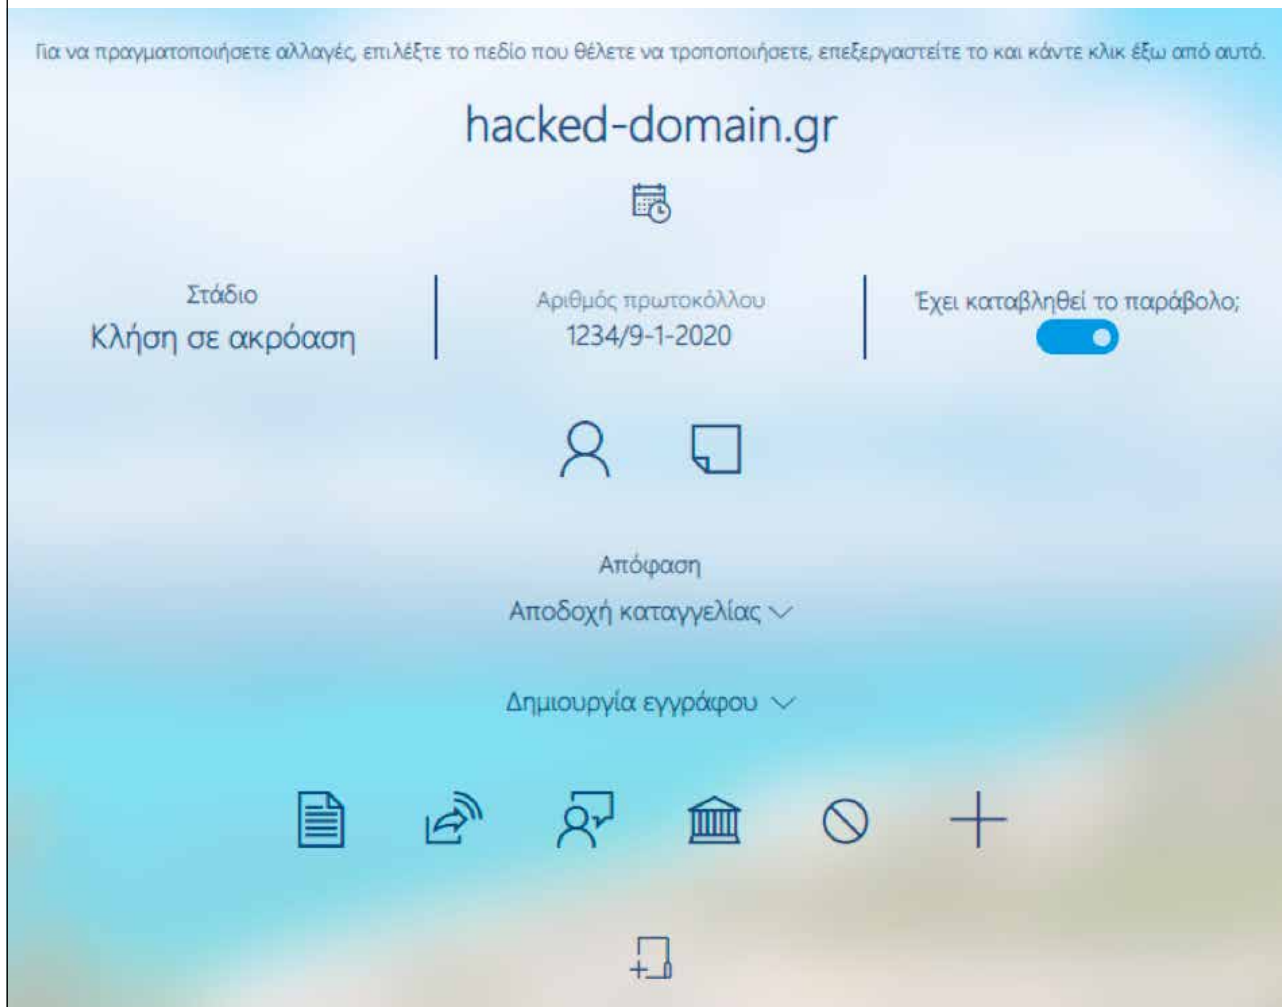 Για να πραγματοποιήσετε αλλαγές, επιλέξτε το πεδίο που θέλετε να τροποποιήσετε, επεξεργαστείτε το και κάντε κλικ έξω από αυτό.
hacked-domain.gr
Στάδιο
Κλήση σε ακρόαση
Αριθμός πρωτοκόλλου
1234/9-1-2020
Έχει καταβληθεί το παράβολο;
Απόφαση
Αποδοχή καταγγελίας
Δημιουργία εγγράφου